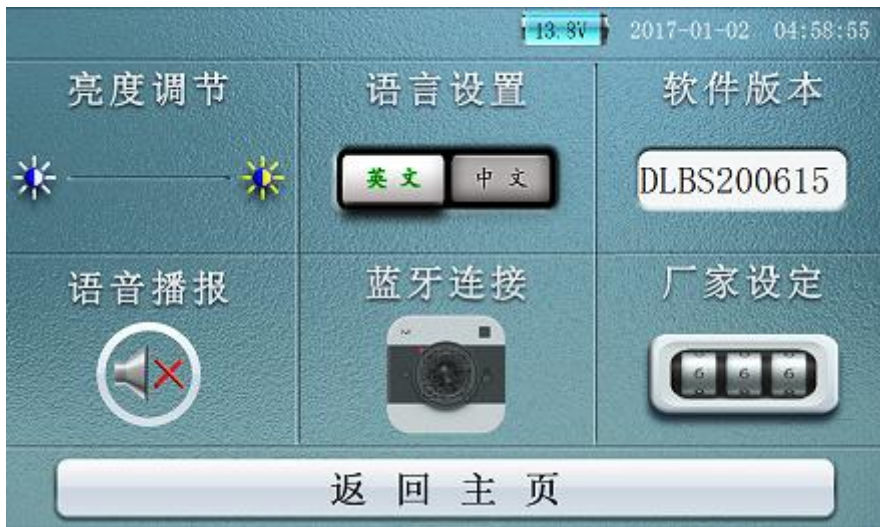 13.8V 2017-01-02 04:58:55
亮度调节 语言设置 软件版本
英文 中文 DLBS200615
语音播报 蓝牙连接 厂家设定
6 6 6
返回主页